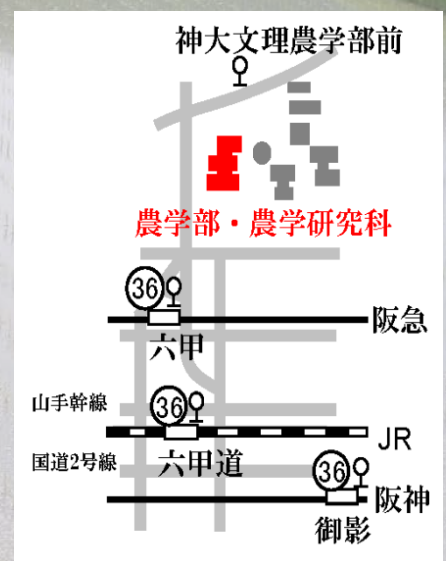 神大文理農学部前
農学部・農学研究科
36
阪急
六甲
山手幹線
36
JR
国道2号線
六甲道
36
阪神
御影